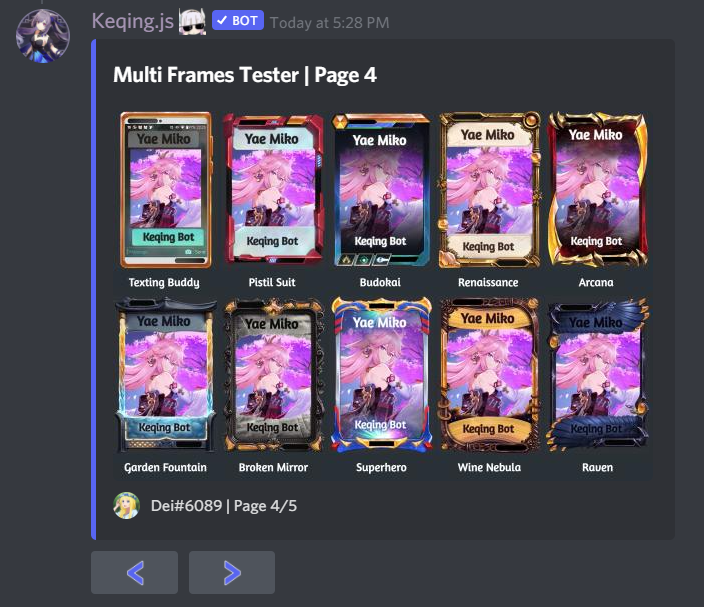 Keqing.js ✔ BOT Today at 5:28 PM
Multi Frames Tester | Page 4
Yae Miko Yae Miko Yae Miko Yae Miko Yae Miko
Keqing Bot Keqing Bot Keqing Bot Keqing Bot Keqing Bot
Texting Buddy Pistil Suit Budokai Renaissance Arcana
Yae Miko Yae Miko Yae Miko Yae Miko Yae Miko
Keqing Bot Keqing Bot Keqing Bot Keqing Bot Keqing Bot
Garden Fountain Broken Mirror Superhero Wine Nebula Raven
Dei#6089 | Page 4/5